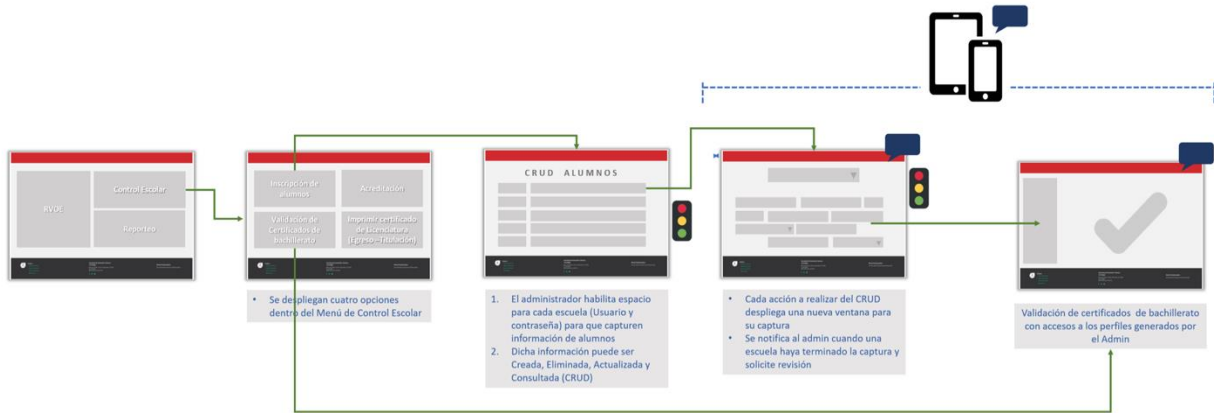 RVOE
Control Escolar
Reporteo
Inscripción de
alumnos
Acreditación
Validación de
Certificados de
bachillerato
Imprimir certificado
de Licenciatura
(Egreso – Titulación)
• Se despliegan cuatro opciones
dentro del Menú de Control Escolar
CRUD ALUMNOS
1. El administrador habilita espacio
para cada escuela (Usuario y
contraseña) para que capturen
información de alumnos
2. Dicha información puede ser
Creada, Eliminada, Actualizada y
Consultada (CRUD)
• Cada acción a realizar del CRUD
despliega una nueva ventana para
su captura
• Se notifica al admin cuando una
escuela haya terminado la captura y
solicite revisión
Validación de certificados de bachillerato
con accesos a los perfiles generados por
el Admin